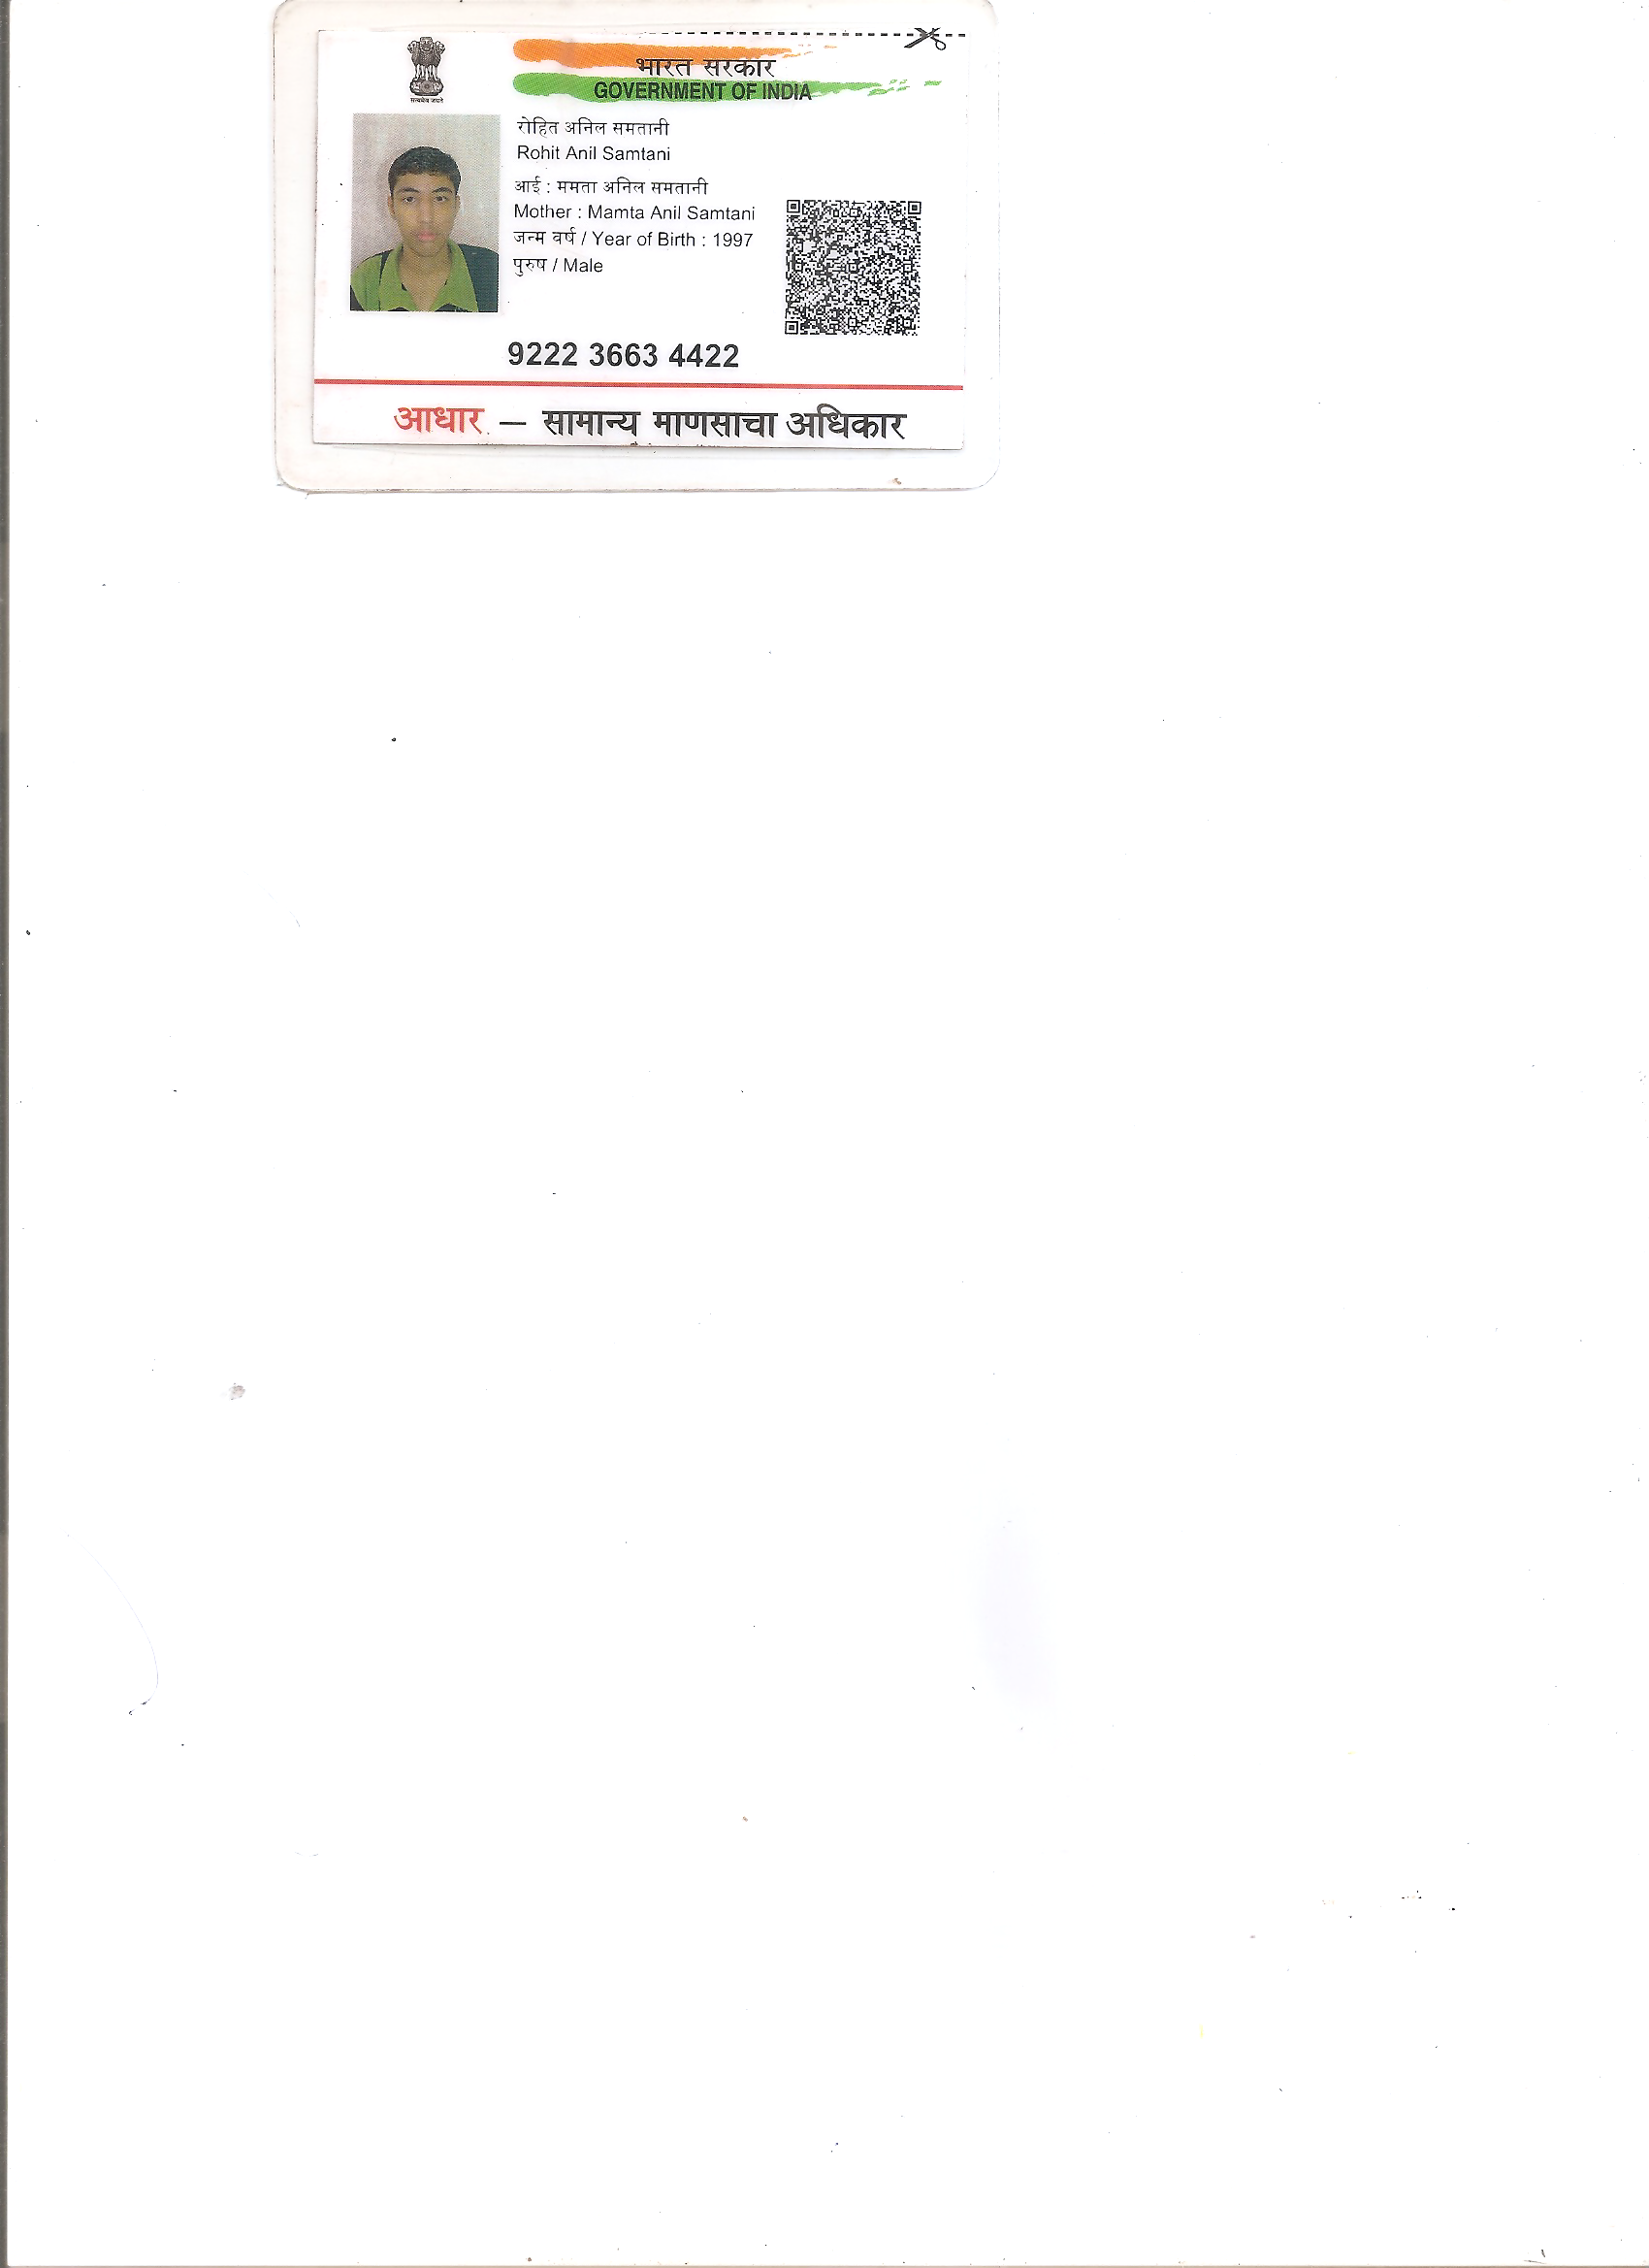 भारत सरकार
GOVERNMENT OF INDIA
सत्यमेव जयते
रोहित अनिल समतानी
Rohit Anil Samtani
आई : ममता अनिल समतानी
Mother : Mamta Anil Samtani
जन्म वर्ष / Year of Birth : 1997
पुरुष / Male
9222 3663 4422
आधार – सामान्य माणसाचा अधिकार